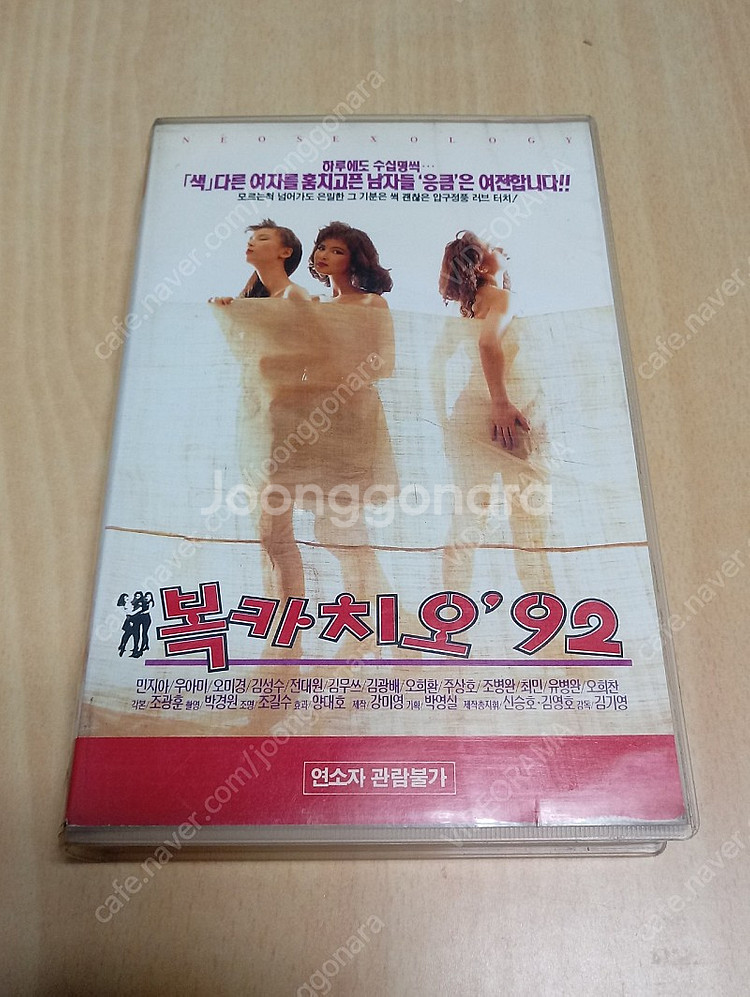 NEOSEXOLOGY
하루에도 수십명씩…
「색」다른 여자를 훔치고픈 남자들 '응큼'은 여전합니다!!
모르는척 넘어가도 은밀한 그 기분은 썩 괜찮은 압구정풍 러브 터치!
Joonggonara
복카치오'92
민지아/우아미/오미경/김성수/전대원/김무쓰/김광배/오희환/주상호/조병완/최민/유병완/오희찬
각본/조광훈 촬영/박경원 조명/조길수 효과/양대호 제작/강미영 기획/박영실 제작총지휘/신승호·김영호 감독/김기영
연소자 관람불가
cafe.naver.com/joonggonara
VIDEORAMA